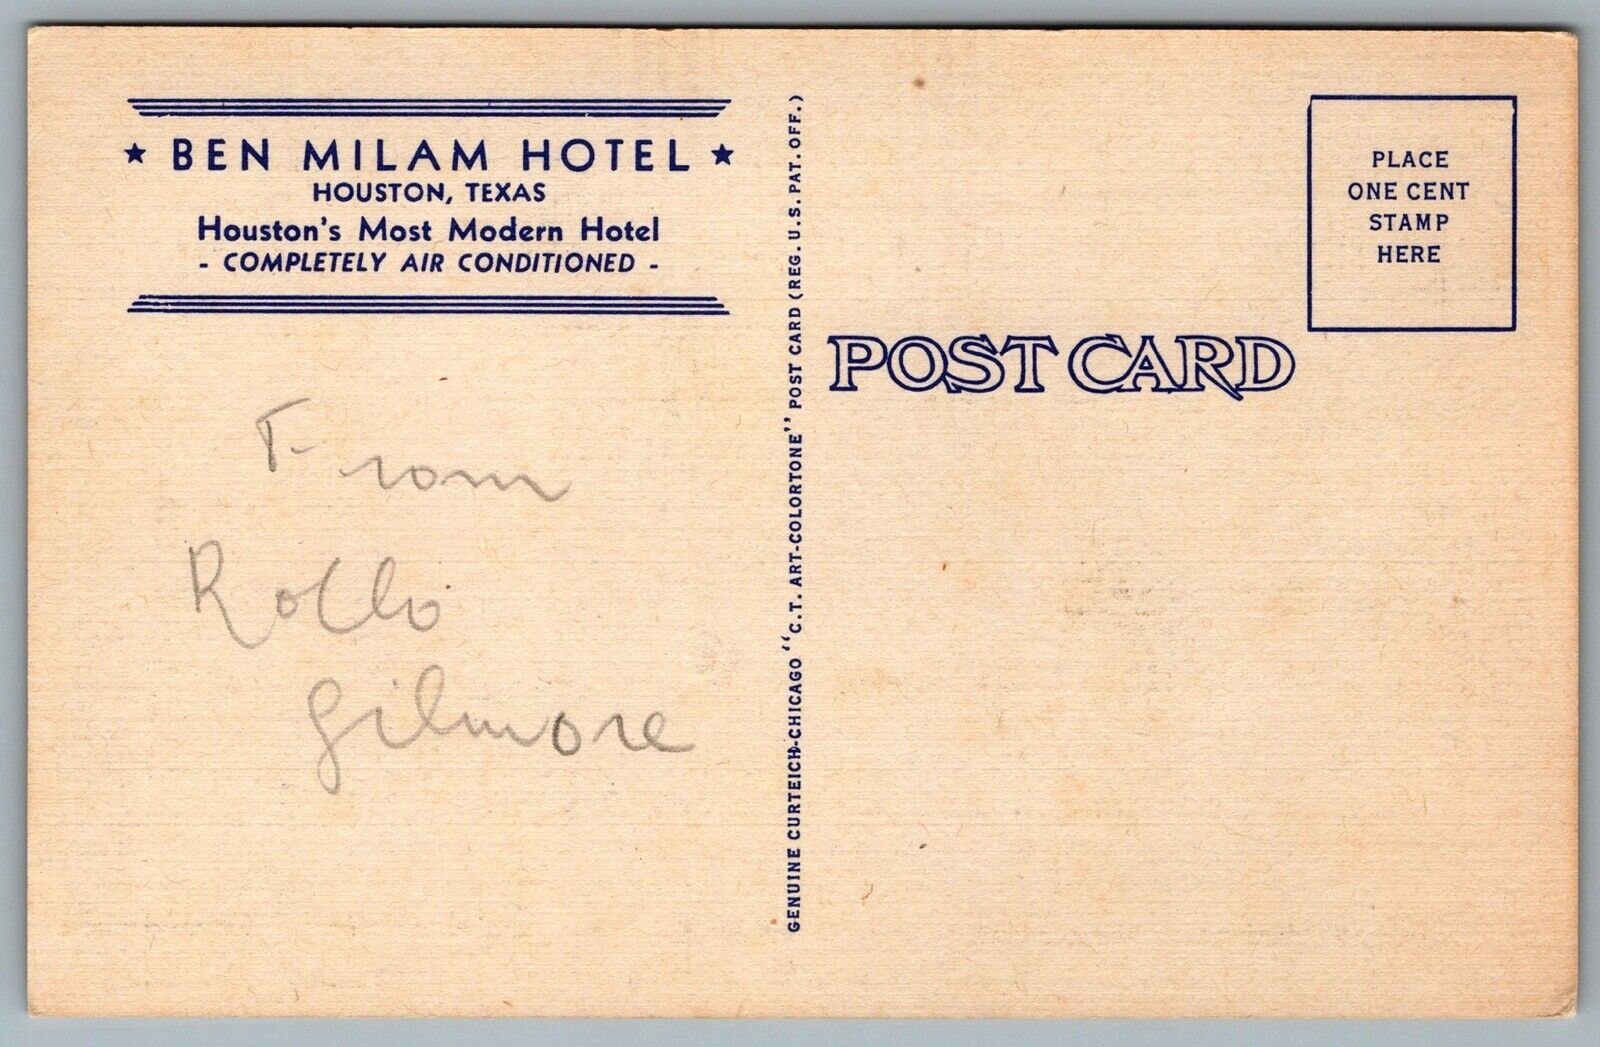 ★ BEN MILAM HOTEL ★
HOUSTON, TEXAS
Houston's Most Modern Hotel
- COMPLETELY AIR CONDITIONED -
From
Rollo
Gilmore
GENUINE CURTEICH-CHICAGO "C.T. ART-COLORTONE" POST CARD (REG. U.S. PAT. OFF.)
PLACE
ONE CENT
STAMP
HERE
POST CARD